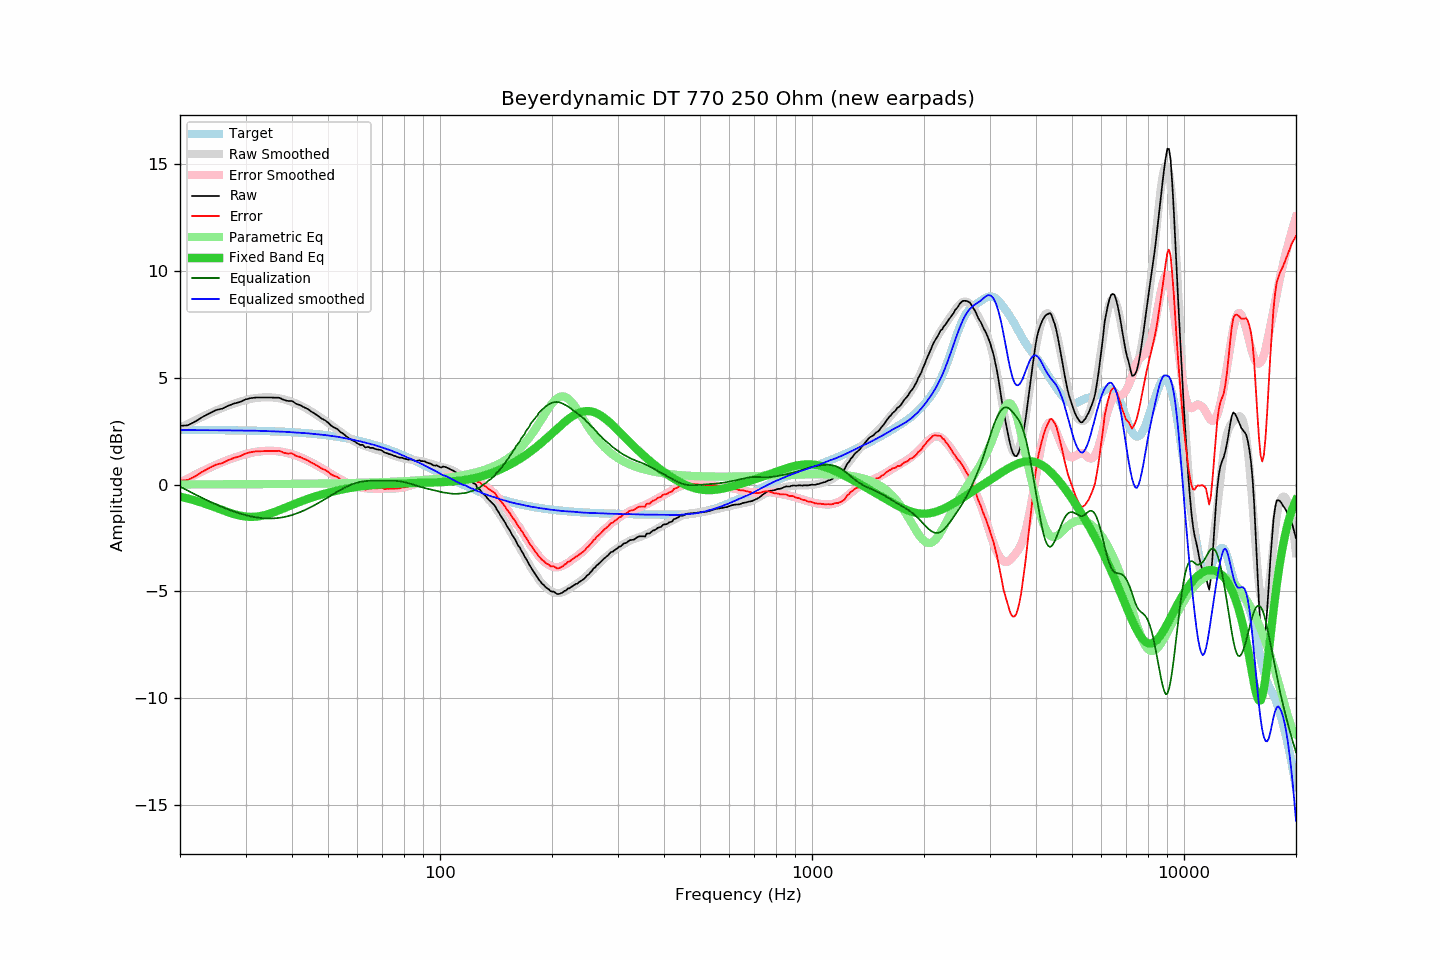 Beyerdynamic DT 770 250 Ohm (new earpads)
Target
Raw Smoothed
Error Smoothed
Raw
Error
Parametric Eq
Fixed Band Eq
Equalization
Equalized smoothed
15
10
5
0
−5
−10
−15
Amplitude (dBr)
100
1000
10000
Frequency (Hz)